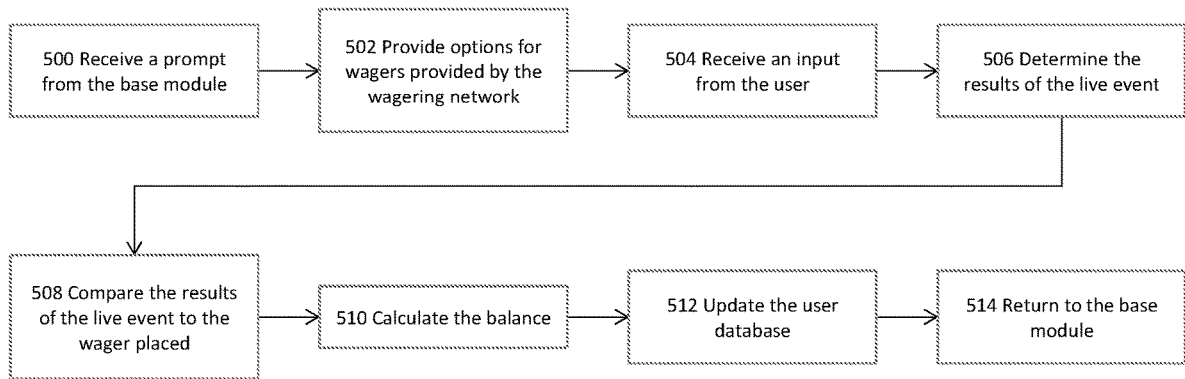 500 Receive a prompt
from the base module
502 Provide options for
wagers provided by the
wagering network
504 Receive an input
from the user
506 Determine the
results of the live event
508 Compare the results
of the live event to the
wager placed
510 Calculate the balance
512 Update the user
database
514 Return to the base
module